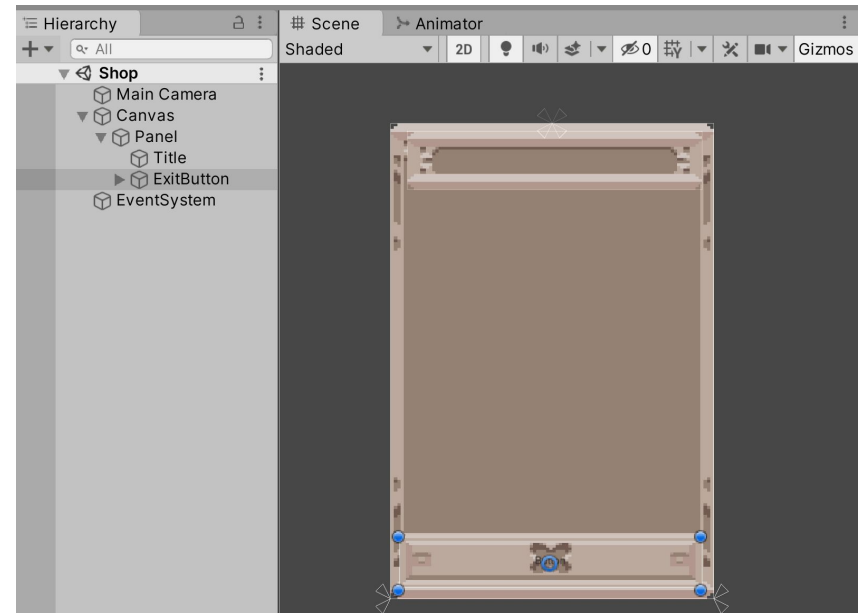 Hierarchy
All
Shop
Main Camera
Canvas
Panel
Title
ExitButton
EventSystem
Scene
Animator
Shaded
2D
0
Gizmos